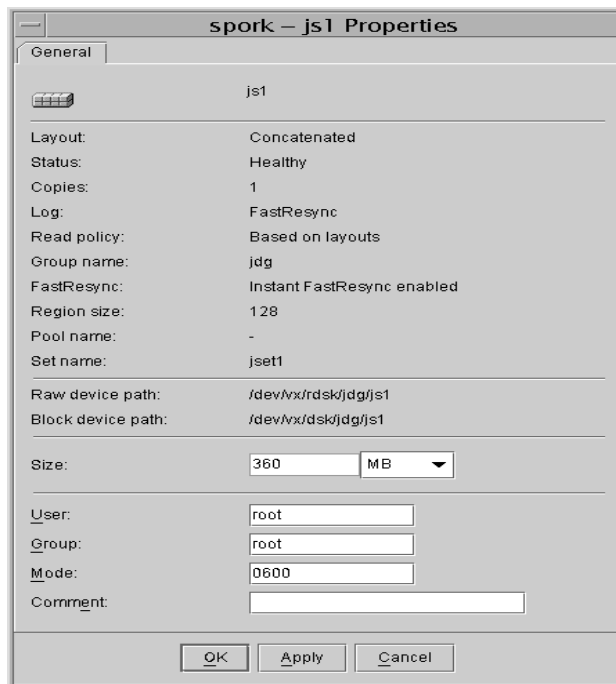 spork – js1 Properties
General
js1
Layout: Concatenated
Status: Healthy
Copies: 1
Log: FastResync
Read policy: Based on layouts
Group name: jdg
FastResync: Instant FastResync enabled
Region size: 128
Pool name: -
Set name: jset1
Raw device path: /dev/vx/rdsk/jdg/js1
Block device path: /dev/vx/dsk/jdg/js1
Size: 360 MB
User: root
Group: root
Mode: 0600
Comment:
OK Apply Cancel